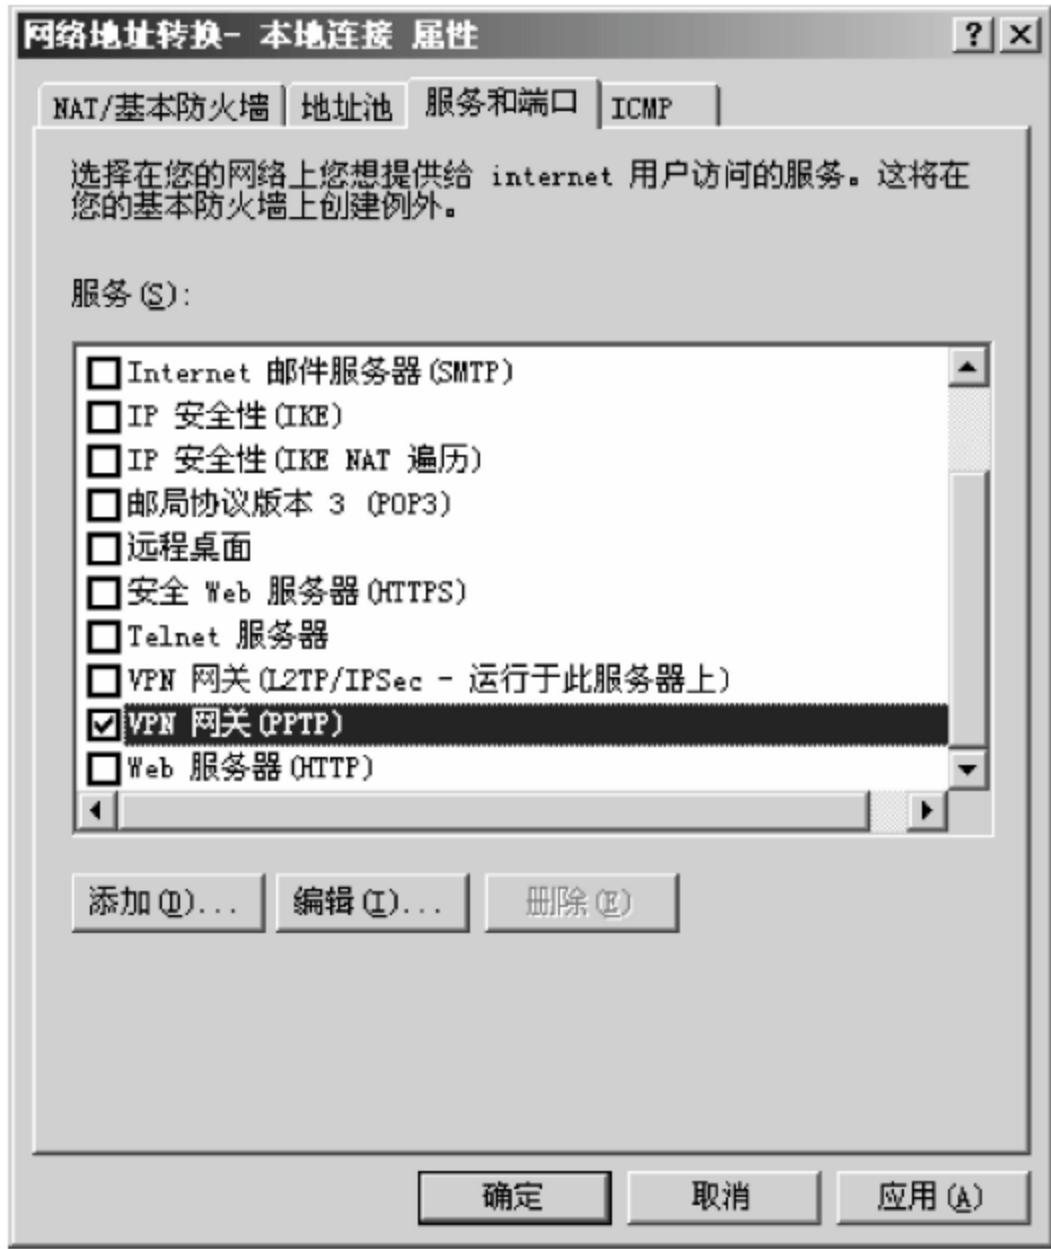 网络地址转换- 本地连接 属性
NAT/基本防火墙 地址池 服务和端口 ICMP
选择在您的网络上您想提供给 internet 用户访问的服务。这将在
您的基本防火墙上创建例外。
服务(S):
Internet 邮件服务器(SMTP)
IP 安全性(IKE)
IP 安全性(IKE NAT 遍历)
邮局协议版本 3 (POP3)
远程桌面
安全 Web 服务器(HTTPS)
Telnet 服务器
VPN 网关(L2TP/IPSec - 运行于此服务器上)
VPN 网关(PPTP)
Web 服务器(HTTP)
添加(D)... 编辑(I)... 删除(E)
确定 取消 应用(A)